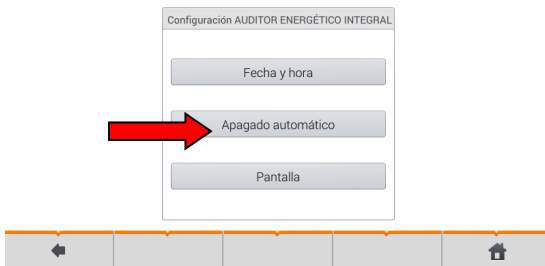 Configuración AUDITOR ENERGÉTICO INTEGRAL
Fecha y hora
Apagado automático
Pantalla